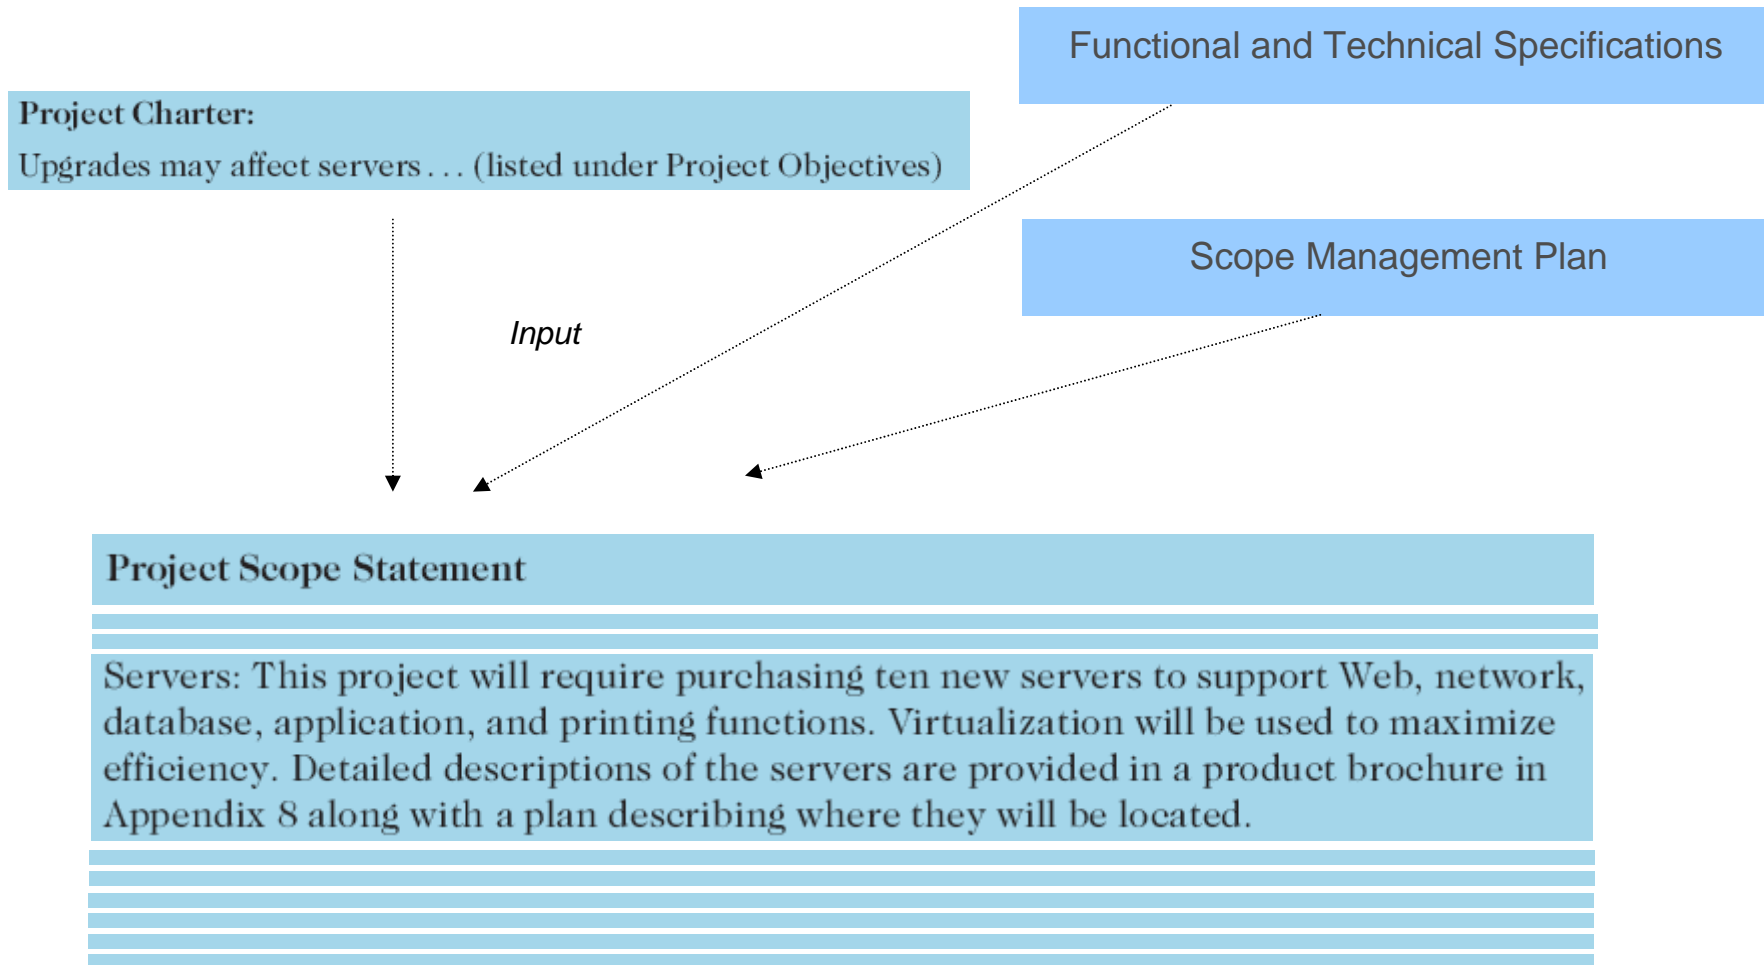 Functional and Technical Specifications
Project Charter:
Upgrades may affect servers . . . (listed under Project Objectives)
Scope Management Plan
Input
Project Scope Statement
Servers: This project will require purchasing ten new servers to support Web, network,
database, application, and printing functions. Virtualization will be used to maximize
efficiency. Detailed descriptions of the servers are provided in a product brochure in
Appendix 8 along with a plan describing where they will be located.